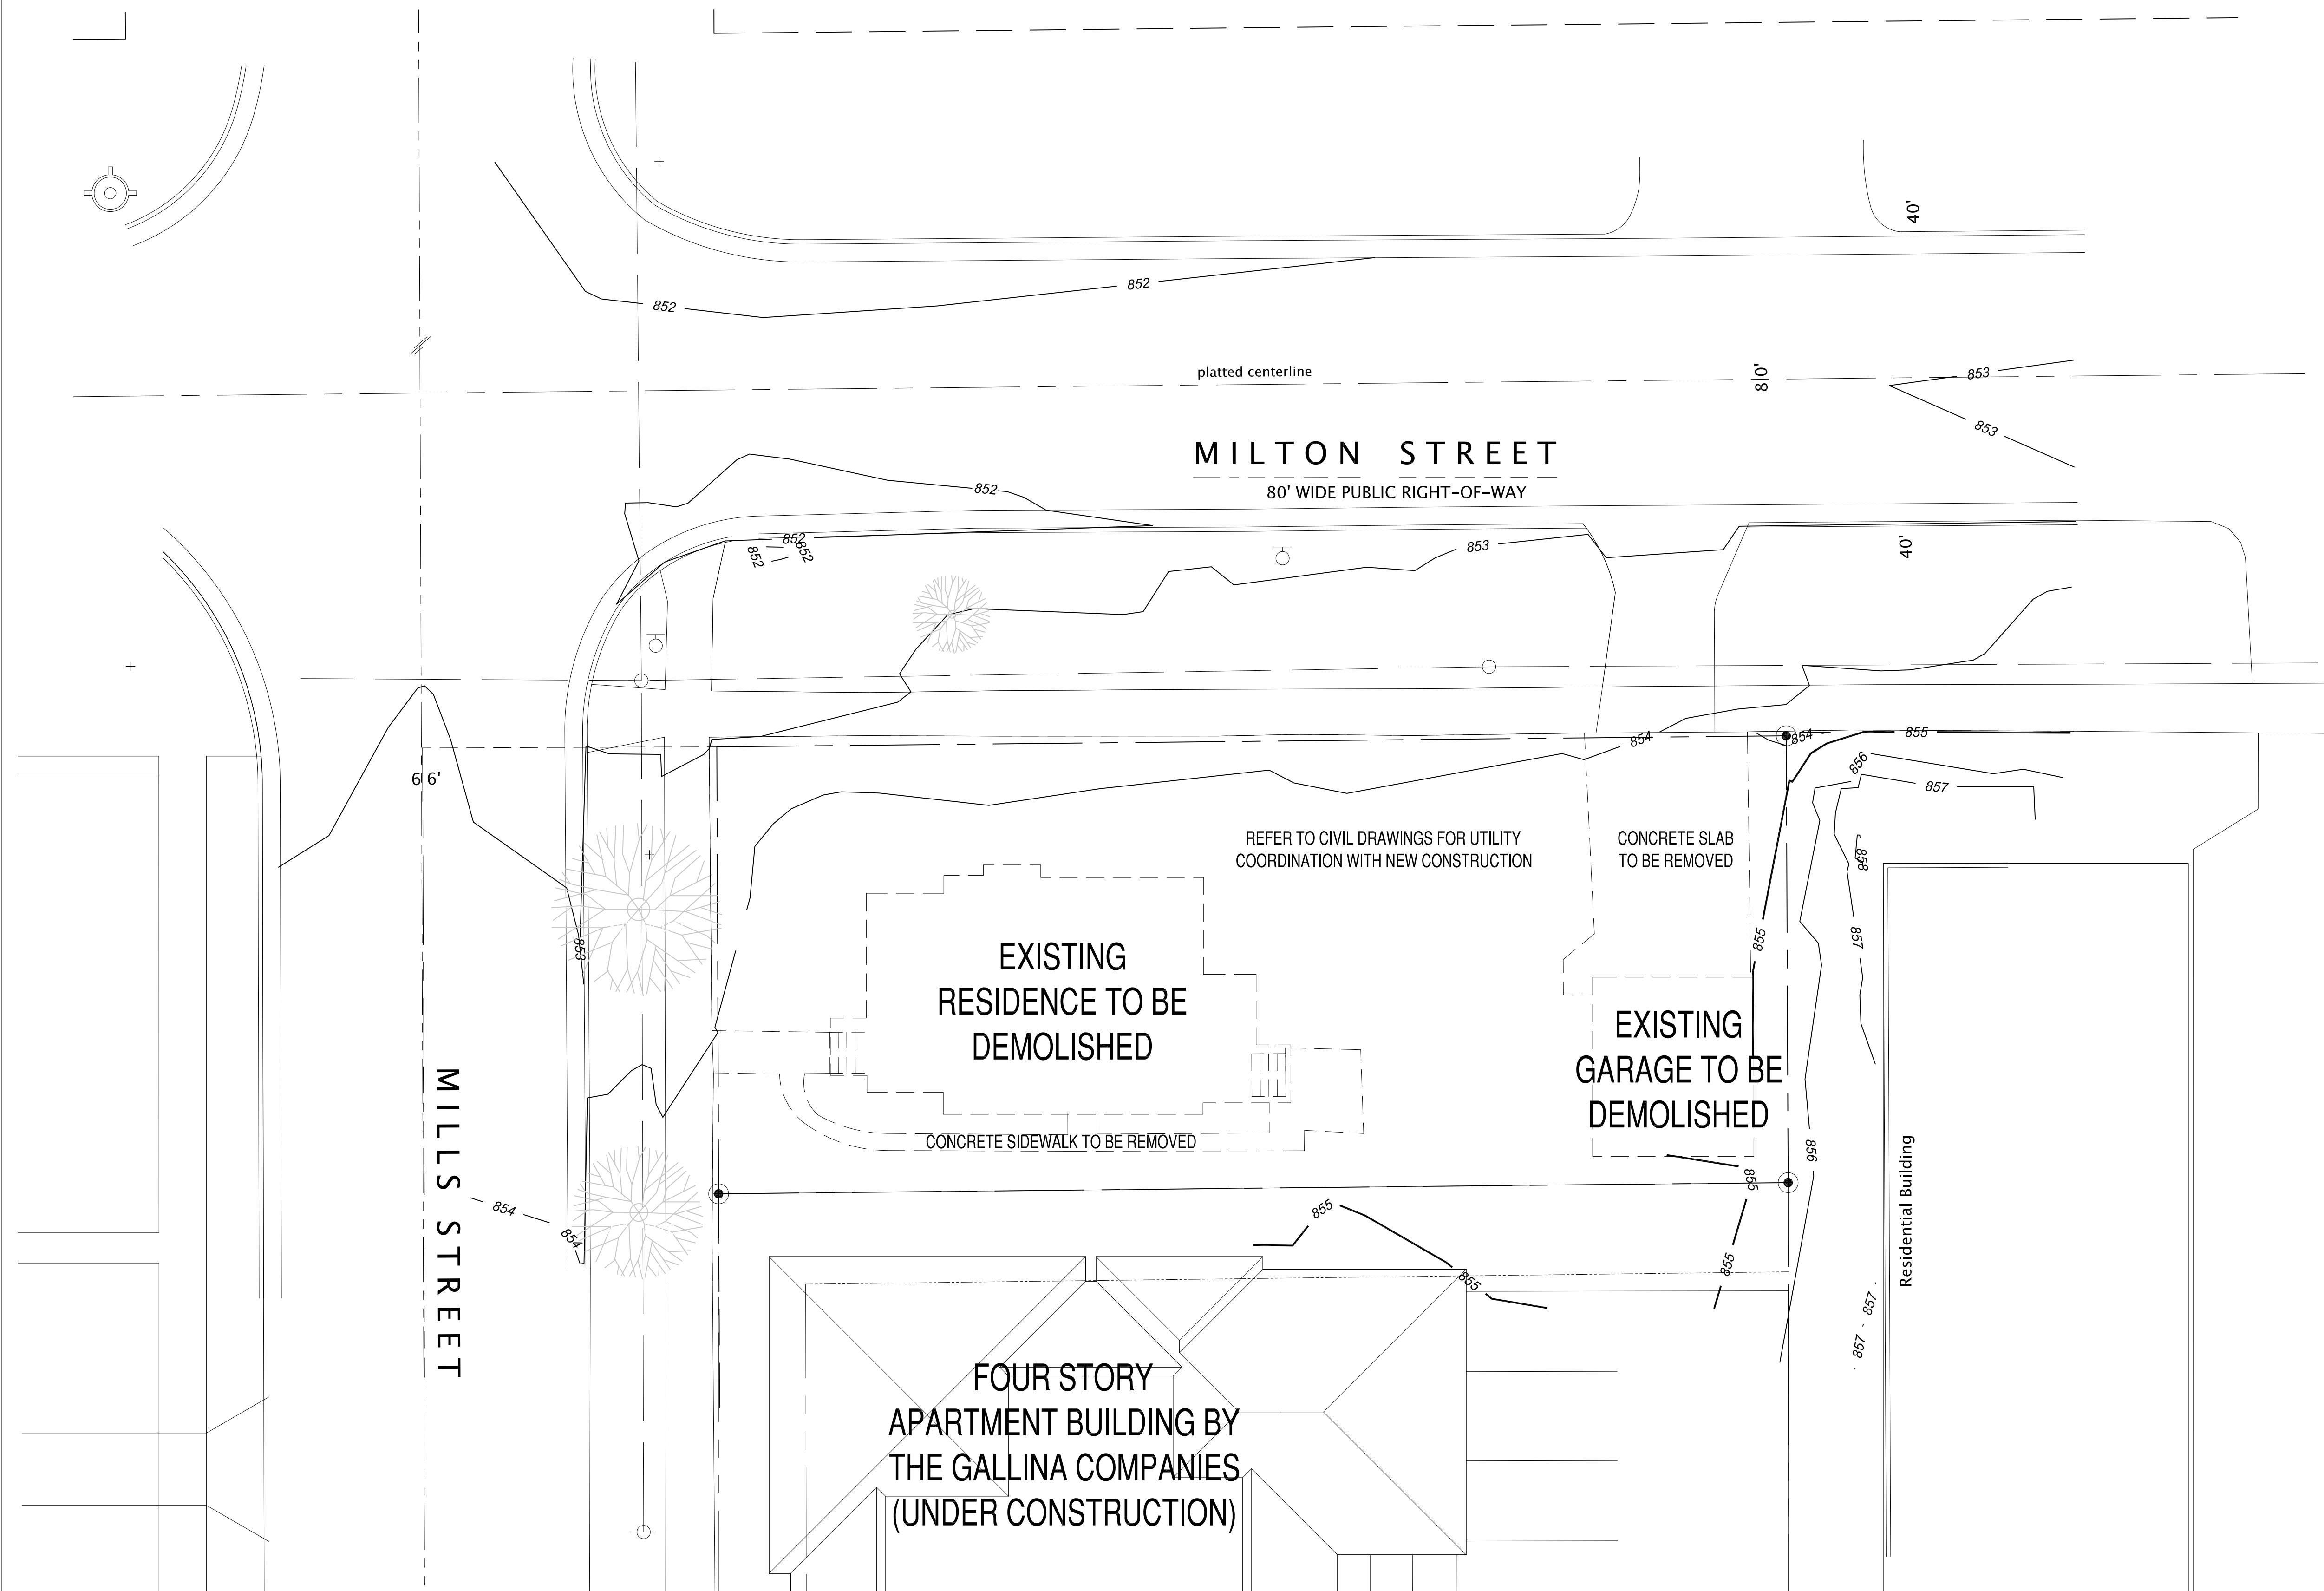 40'
852
852
platted centerline
80'
853
853
MILTON STREET
80' WIDE PUBLIC RIGHT-OF-WAY
852
852
852
852
853
40'
854
854
855
856
857
66'
REFER TO CIVIL DRAWINGS FOR UTILITY
COORDINATION WITH NEW CONSTRUCTION
CONCRETE SLAB
TO BE REMOVED
858
853
855
857
EXISTING
RESIDENCE TO BE
DEMOLISHED
EXISTING
GARAGE TO BE
DEMOLISHED
CONCRETE SIDEWALK TO BE REMOVED
856
855
MILLS STREET
854
854
855
855
855
Residential Building
857
857
FOUR STORY
APARTMENT BUILDING BY
THE GALLINA COMPANIES
(UNDER CONSTRUCTION)